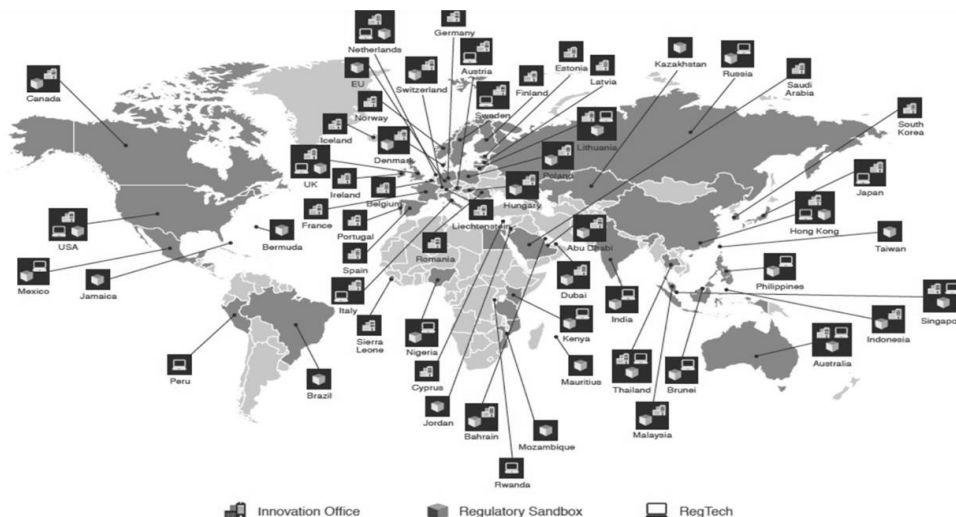 Germany
Netherlands
Austria
Estonia
Kazakhstan
Russia
Canada
EU
Switzerland
Finland
Latvia
Saudi
Arabia
Norway
Sweden
South
Korea
Iceland
Denmark
Lithuania
UK
Poland
Japan
Ireland
Belgium
Hungary
Hong Kong
USA
France
Liechtenstein
Abu Dhabi
Taiwan
Bermuda
Portugal
Romania
Philippines
Mexico
Spain
Dubai
Jamaica
Italy
India
Singapo
Sierra
Leone
Kenya
Indonesia
Nigeria
Australia
Peru
Brazil
Cyprus
Mauritius
Thailand
Brunei
Jordan
Bahrain
Mozambique
Malaysia
Rwanda
Innovation Office
Regulatory Sandbox
RegTech